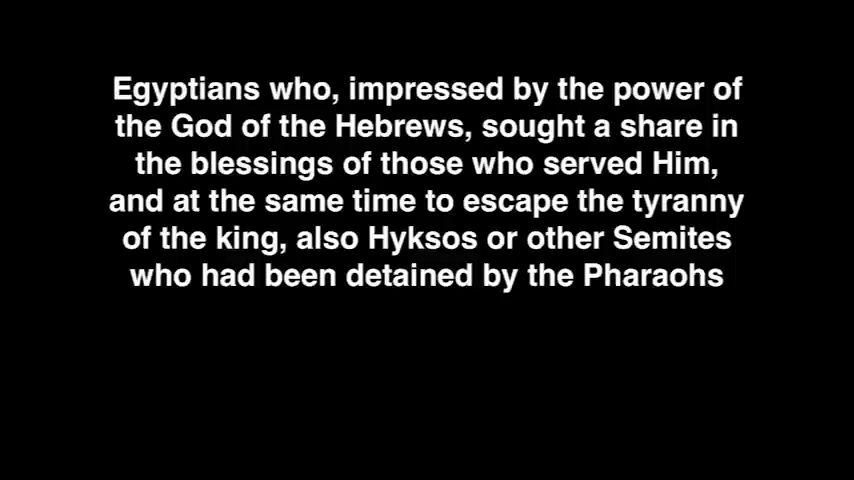 Egyptians who, impressed by the power of
the God of the Hebrews, sought a share in
the blessings of those who served Him,
and at the same time to escape the tyranny
of the king, also Hyksos or other Semites
who had been detained by the Pharaohs